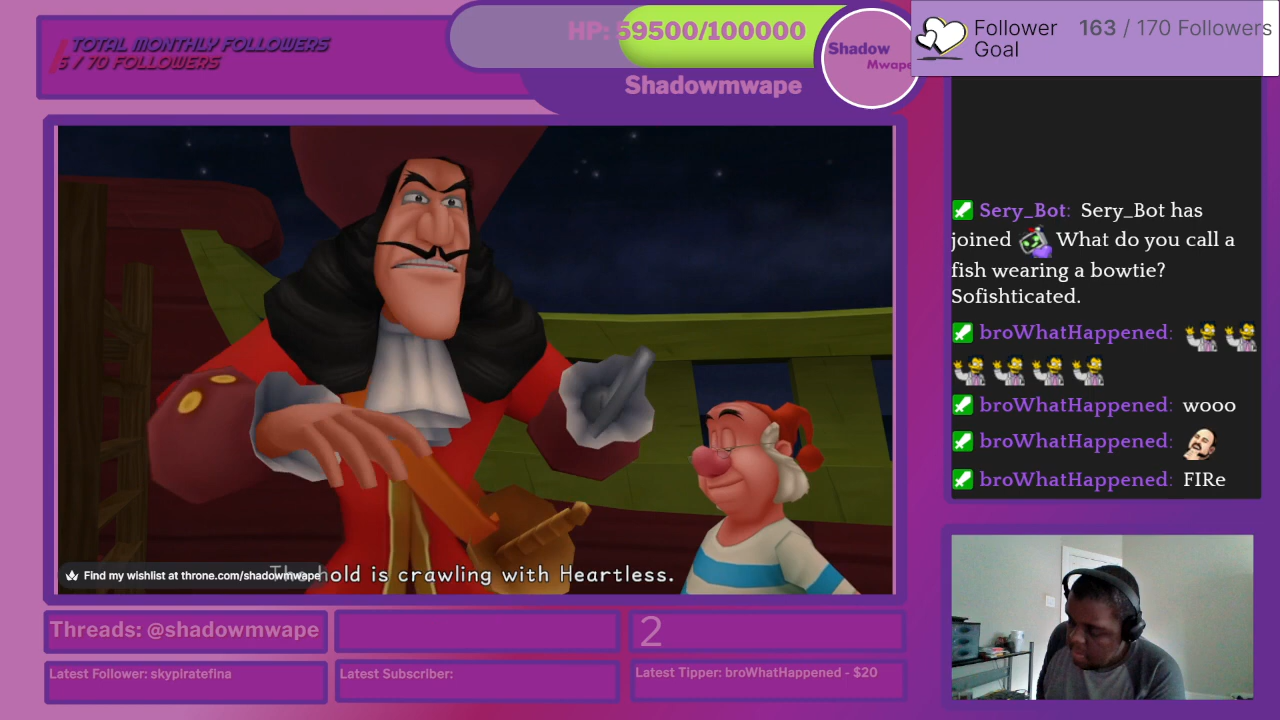 TOTAL MONTHLY FOLLOWERS
5 / 70 FOLLOWERS
HP: 59500/100000
Shadowmwape
Shadow
Mwape
Follower Goal
163 / 170 Followers
Sery_Bot: Sery_Bot has
joined What do you call a
fish wearing a bowtie?
Sofishticated.
broWhatHappened:
broWhatHappened: wooo
broWhatHappened:
broWhatHappened: FIRe
Find my wishlist at throne.com/shadowmwape
The hold is crawling with Heartless.
Threads: @shadowmwape
2
Latest Follower: skypiratefina
Latest Subscriber:
Latest Tipper: broWhatHappened - $20